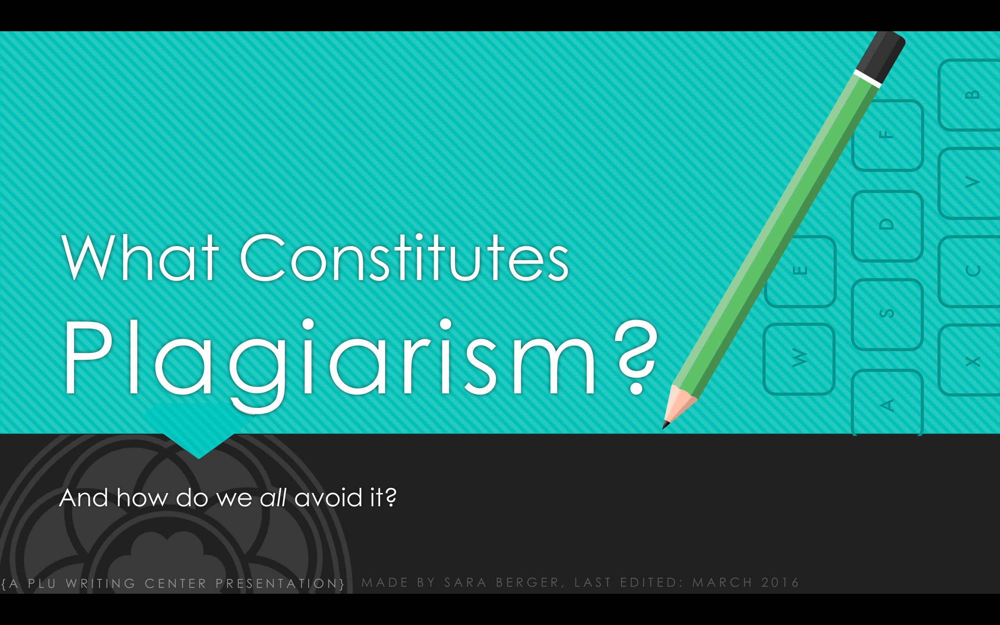 What Constitutes
Plagiarism?
And how do we all avoid it?
{A PLU WRITING CENTER PRESENTATION} MADE BY SARA BERGER, LAST EDITED: MARCH 2016
B
F
V
D
E
C
S
W
X
A